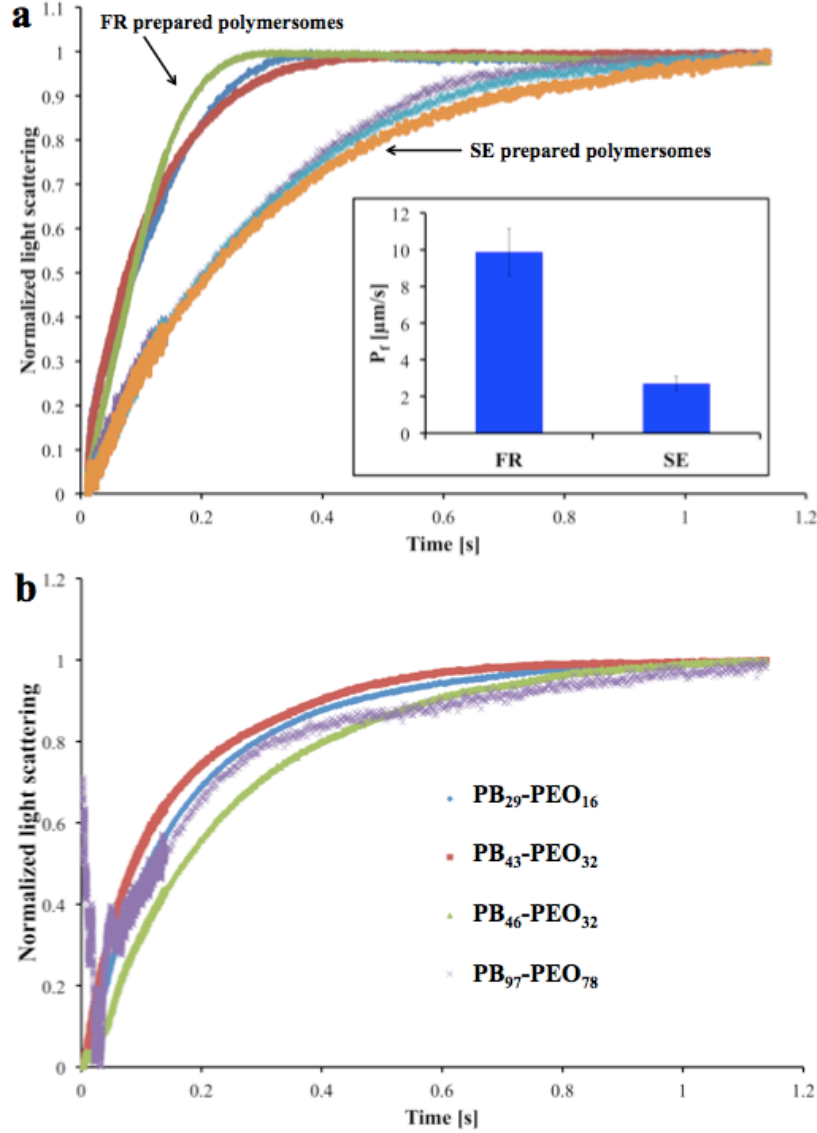 a
FR prepared polymersomes
SE prepared polymersomes
Normalized light scattering
1.1
1
0.9
0.8
0.7
0.6
0.5
0.4
0.3
0.2
0.1
0
0 0.2 0.4 0.6 0.8 1 1.2
Time [s]
P_f [µm/s]
12
10
8
6
4
2
0
FR SE
b
Normalized light scattering
1.2
1
0.8
0.6
0.4
0.2
0
PB₂₉-PEO₁₆
PB₄₃-PEO₃₂
PB₄₆-PEO₃₂
PB₉₇-PEO₇₈
0 0.2 0.4 0.6 0.8 1 1.2
Time [s]